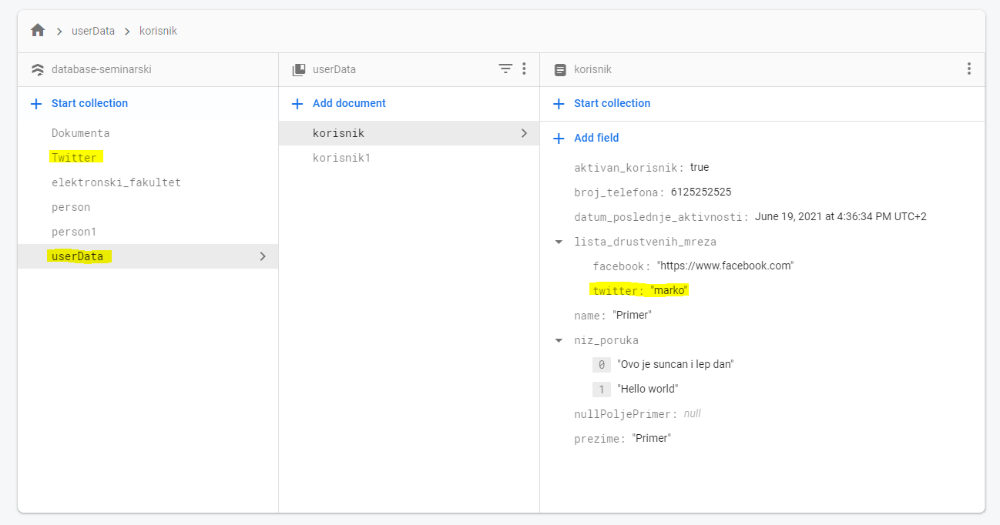 userData korisnik
database-seminarski
Start collection
Dokumenta
Twitter
elektronski_fakultet
person
person1
userData
userData
Add document
korisnik
korisnik1
korisnik
Start collection
Add field
aktivan_korisnik: true
broj_telefona: 6125252525
datum_poslednje_aktivnosti: June 19, 2021 at 4:36:34 PM UTC+2
lista_drustvenih_mreza
facebook: "https://www.facebook.com"
twitter: "marko"
name: "Primer"
niz_poruka
0 "Ovo je suncan i lep dan"
1 "Hello world"
nullPoljePrimer: null
prezime: "Primer"